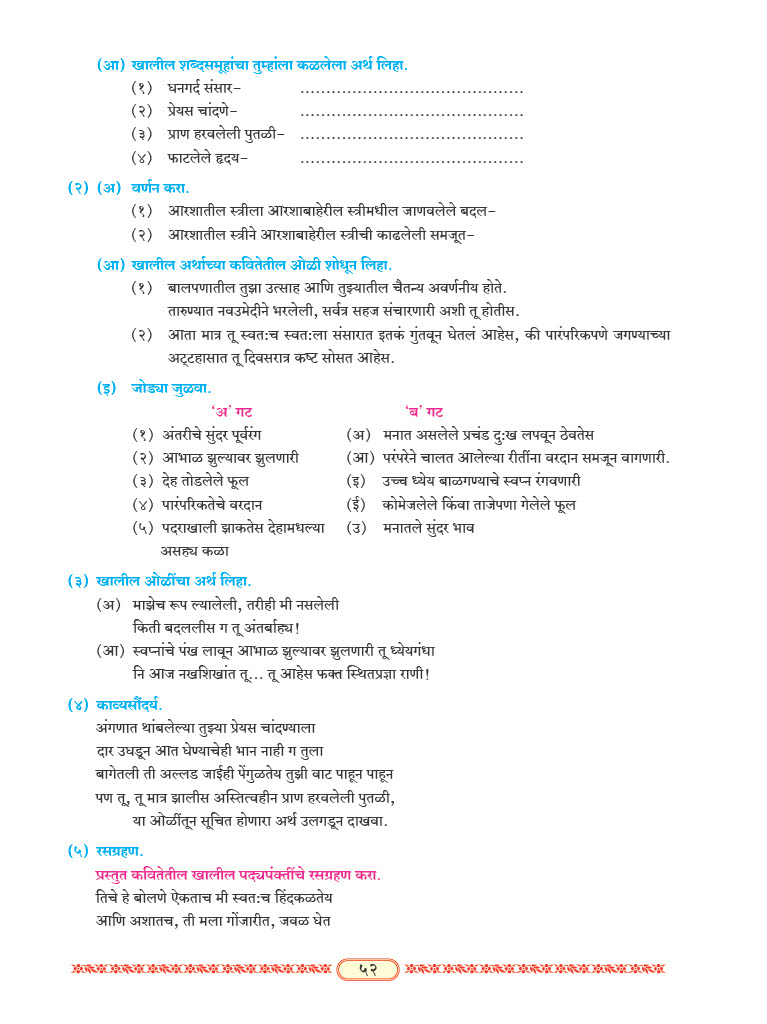 (आ) खालील शब्दसमूहांचा तुम्हांला कळलेला अर्थ लिहा.
(१) घनगर्द संसार– ...........................................
(२) प्रेयस चांदणे– ...........................................
(३) प्राण हरवलेली पुतळी– ...........................................
(४) फाटलेले हृदय– ...........................................
(२) (अ) वर्णन करा.
(१) आरशातील स्त्रीला आरशाबाहेरील स्त्रीमधील जाणवलेले बदल–
(२) आरशातील स्त्रीने आरशाबाहेरील स्त्रीची काढलेली समजूत–
(आ) खालील अर्थाच्या कवितेतील ओळी शोधून लिहा.
(१) बालपणातील तुझा उत्साह आणि तुझ्यातील चैतन्य अवर्णनीय होते.
तारुण्यात नवउमेदीने भरलेली, सर्वत्र सहज संचारणारी अशी तू होतीस.
(२) आता मात्र तू स्वत:च स्वत:ला संसारात इतकं गुंतवून घेतलं आहेस, की पारंपरिकपणे जगण्याच्या
अट्टहासात तू दिवसरात्र कष्ट सोसत आहेस.
(इ) जोड्या जुळवा.
‘अ’ गट ‘ब’ गट
(१) अंतरीचे सुंदर पूर्वरंग (अ) मनात असलेले प्रचंड दु:ख लपवून ठेवतेस
(२) आभाळ झुल्यावर झुलणारी (आ) परंपरेने चालत आलेल्या रीतींना वरदान समजून वागणारी.
(३) देह तोडलेले फूल (इ) उच्च ध्येय बाळगण्याचे स्वप्न रंगवणारी
(४) पारंपरिकतेचे वरदान (ई) कोमेजलेले किंवा ताजेपणा गेलेले फूल
(५) पदराखाली झाकतेस देहामधल्या (उ) मनातले सुंदर भाव
असह्य कळा
(३) खालील ओळींचा अर्थ लिहा.
(अ) माझेच रूप ल्यालेली, तरीही मी नसलेली
किती बदललीस ग तू अंतर्बाह्य!
(आ) स्वप्नांचे पंख लावून आभाळ झुल्यावर झुलणारी तू ध्येयगंधा
नि आज नखशिखांत तू... तू आहेस फक्त स्थितप्रज्ञा राणी!
(४) काव्यसौंदर्य.
अंगणात थांबलेल्या तुझ्या प्रेयस चांदण्याला
दार उघडून आत घेण्याचेही भान नाही ग तुला
बागेतली ती अल्लड जाईही पेंगुळतेय तुझी वाट पाहून पाहून
पण तू, तू मात्र झालीस अस्तित्वहीन प्राण हरवलेली पुतळी,
या ओळींतून सूचित होणारा अर्थ उलगडून दाखवा.
(५) रसग्रहण.
प्रस्तुत कवितेतील खालील पद्यपंक्तींचे रसग्रहण करा.
तिचे हे बोलणे ऐकताच मी स्वत:च हिंदकळतेय
आणि अशातच, ती मला गोंजारीत, जवळ घेत
५२